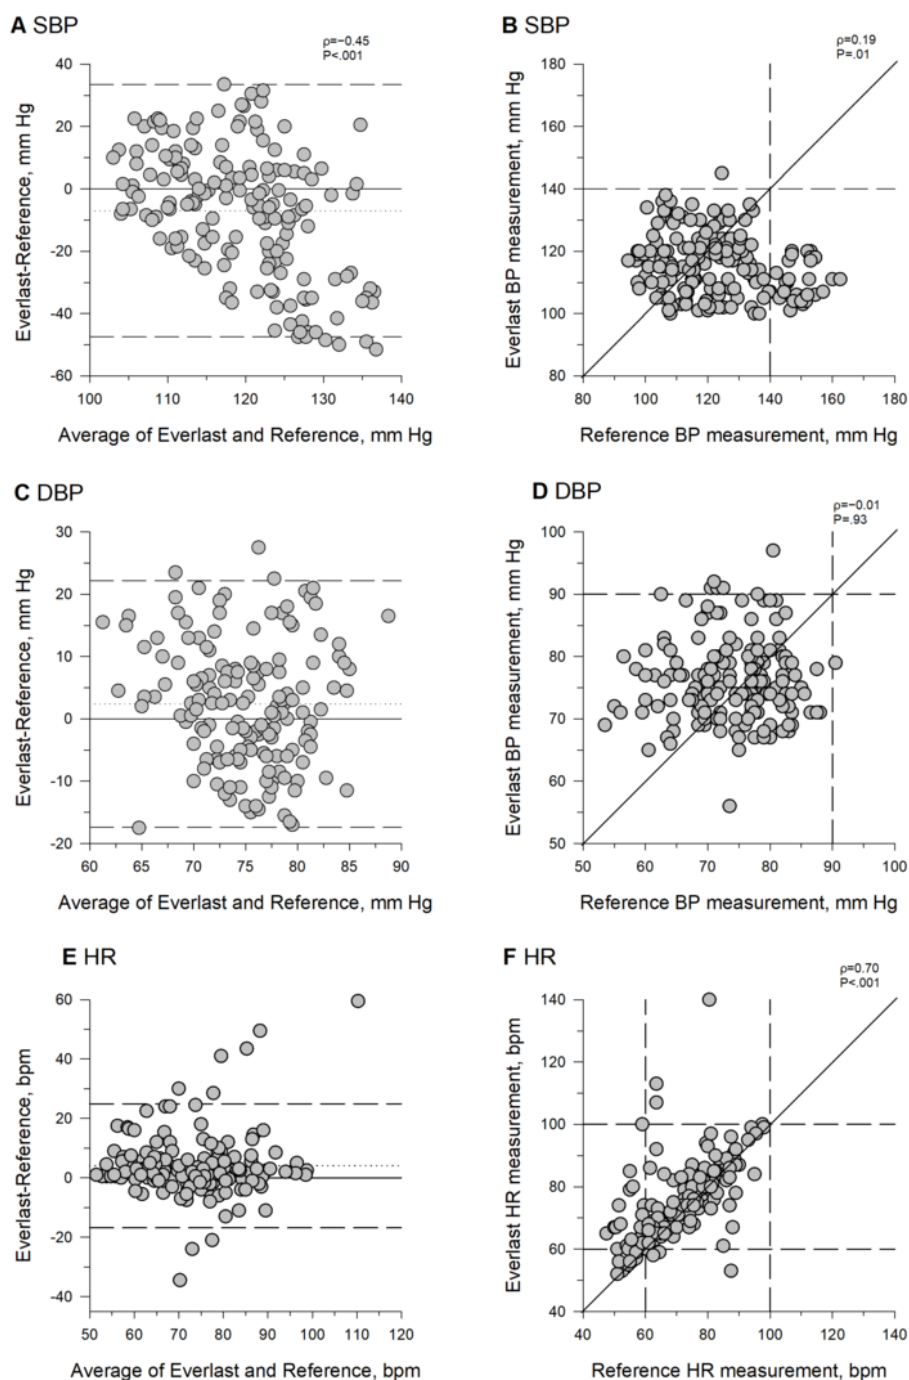 A SBP
ρ=−0.45
P<.001
Everlast-Reference, mm Hg
40
20
0
-20
-40
-60
100
110
120
130
140
Average of Everlast and Reference, mm Hg
B SBP
ρ=0.19
P=.01
Everlast BP measurement, mm Hg
180
160
140
120
100
80
80
100
120
140
160
180
Reference BP measurement, mm Hg
C DBP
Everlast-Reference, mm Hg
30
20
10
0
-10
-20
60
65
70
75
80
85
90
Average of Everlast and Reference, mm Hg
D DBP
ρ=−0.01
P=.93
Everlast BP measurement, mm Hg
100
90
80
70
60
50
50
60
70
80
90
100
Reference BP measurement, mm Hg
E HR
Everlast-Reference, bpm
60
40
20
0
-20
-40
50
60
70
80
90
100
110
120
Average of Everlast and Reference, bpm
F HR
ρ=0.70
P<.001
Everlast HR measurement, bpm
140
120
100
80
60
40
40
60
80
100
120
140
Reference HR measurement, bpm